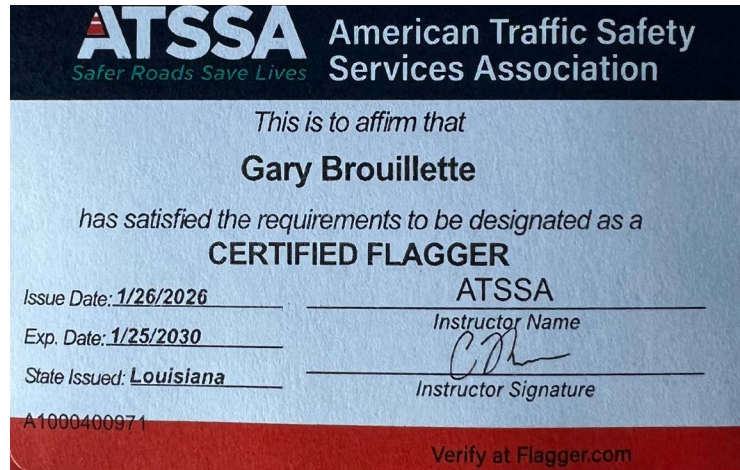 ATSSA
Safer Roads Save Lives
American Traffic Safety
Services Association
This is to affirm that
Gary Brouillette
has satisfied the requirements to be designated as a
CERTIFIED FLAGGER
Issue Date: 1/26/2026
Exp. Date: 1/25/2030
State Issued: Louisiana
ATSSA
Instructor Name
Instructor Signature
A1000400971
Verify at Flagger.com